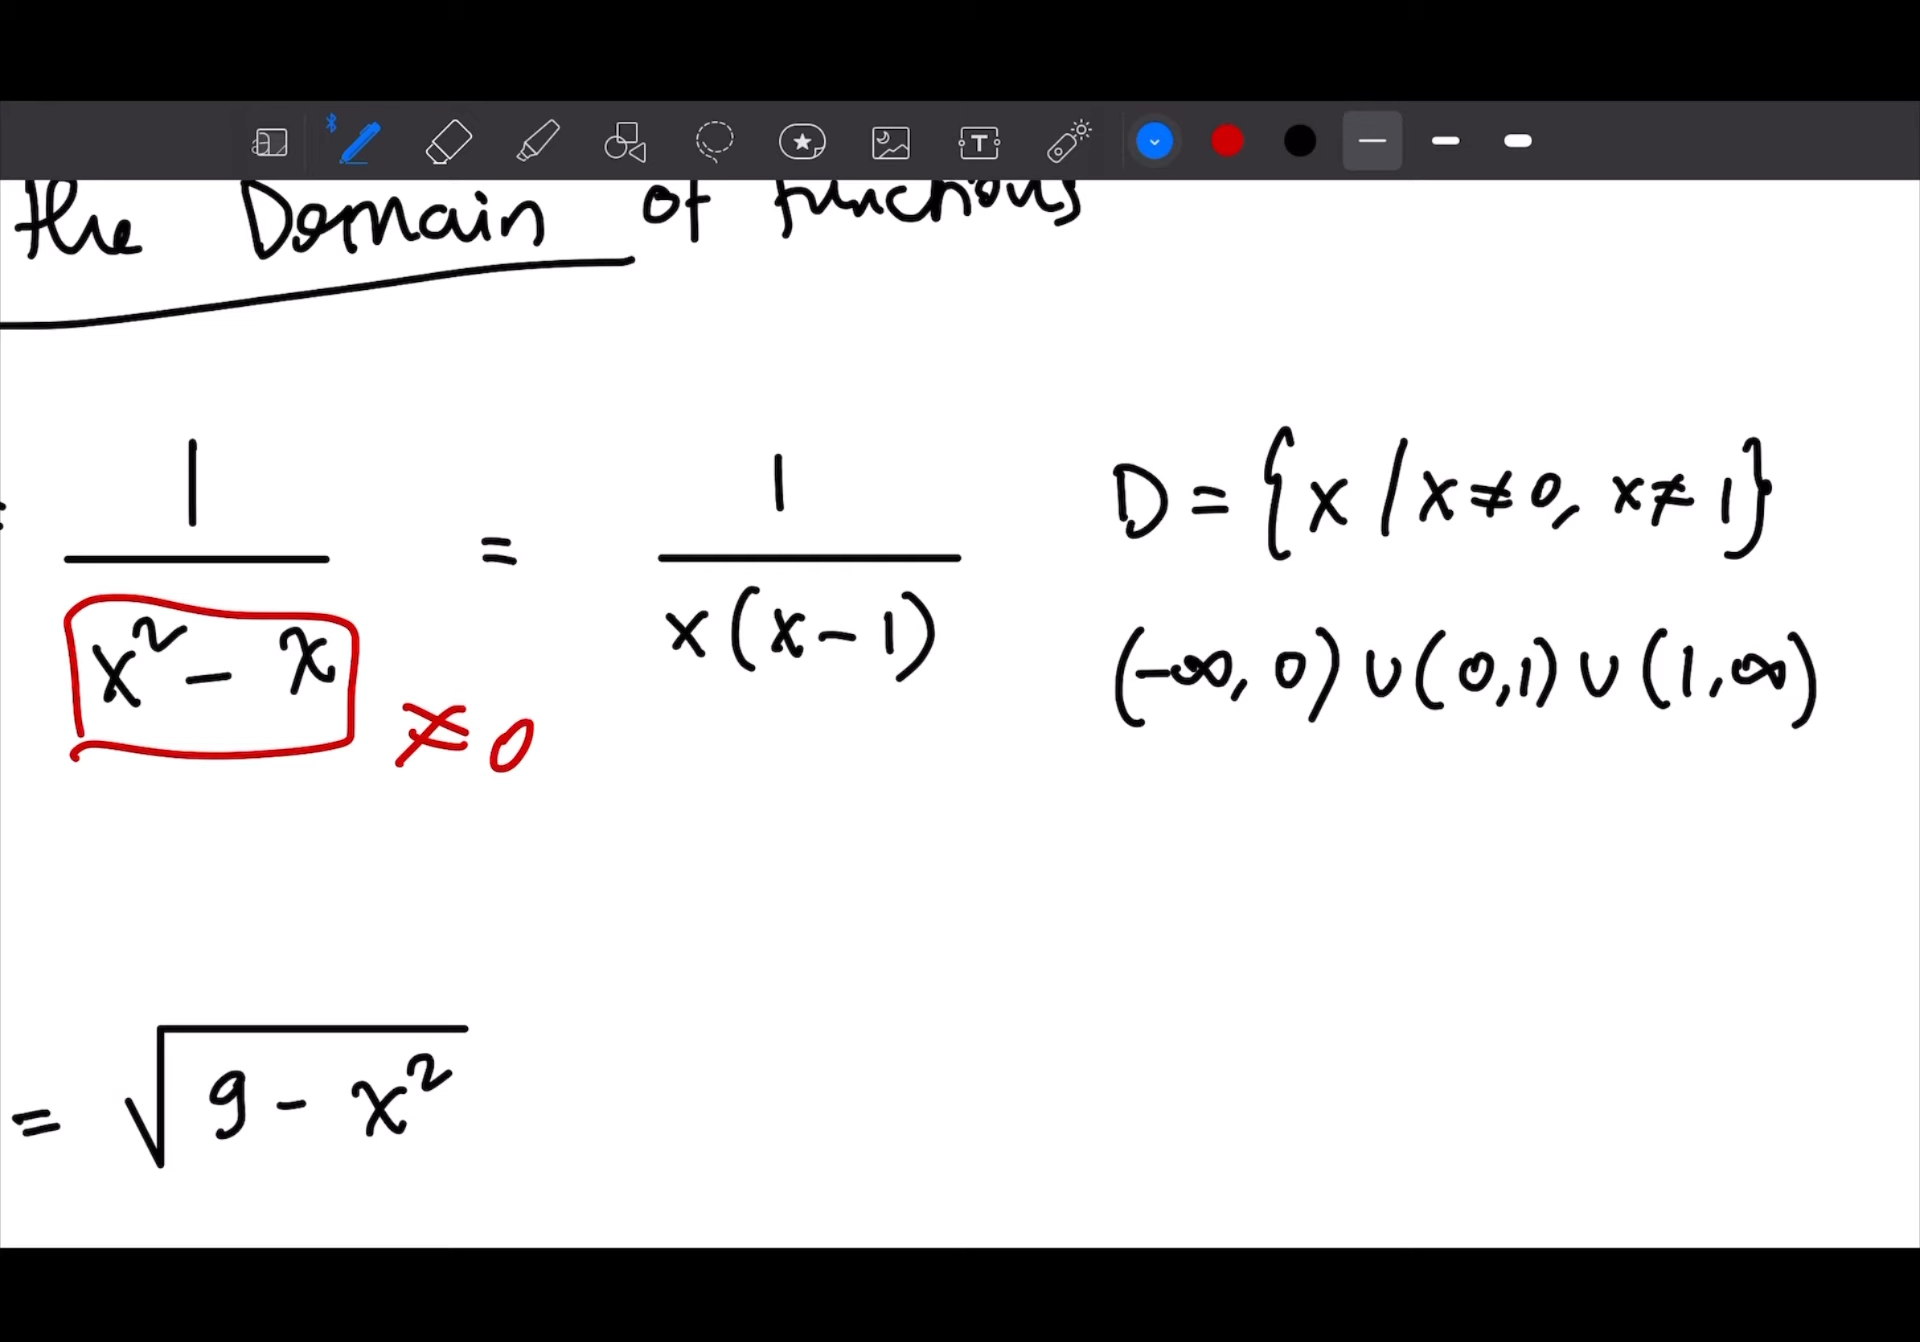 the Domain of functions
= 1/(x² - x) = 1/(x(x-1)) D = {x / x≠0, x≠1}
≠ 0 (-∞, 0) ∪ (0,1) ∪ (1,∞)
= √(9 - x²)